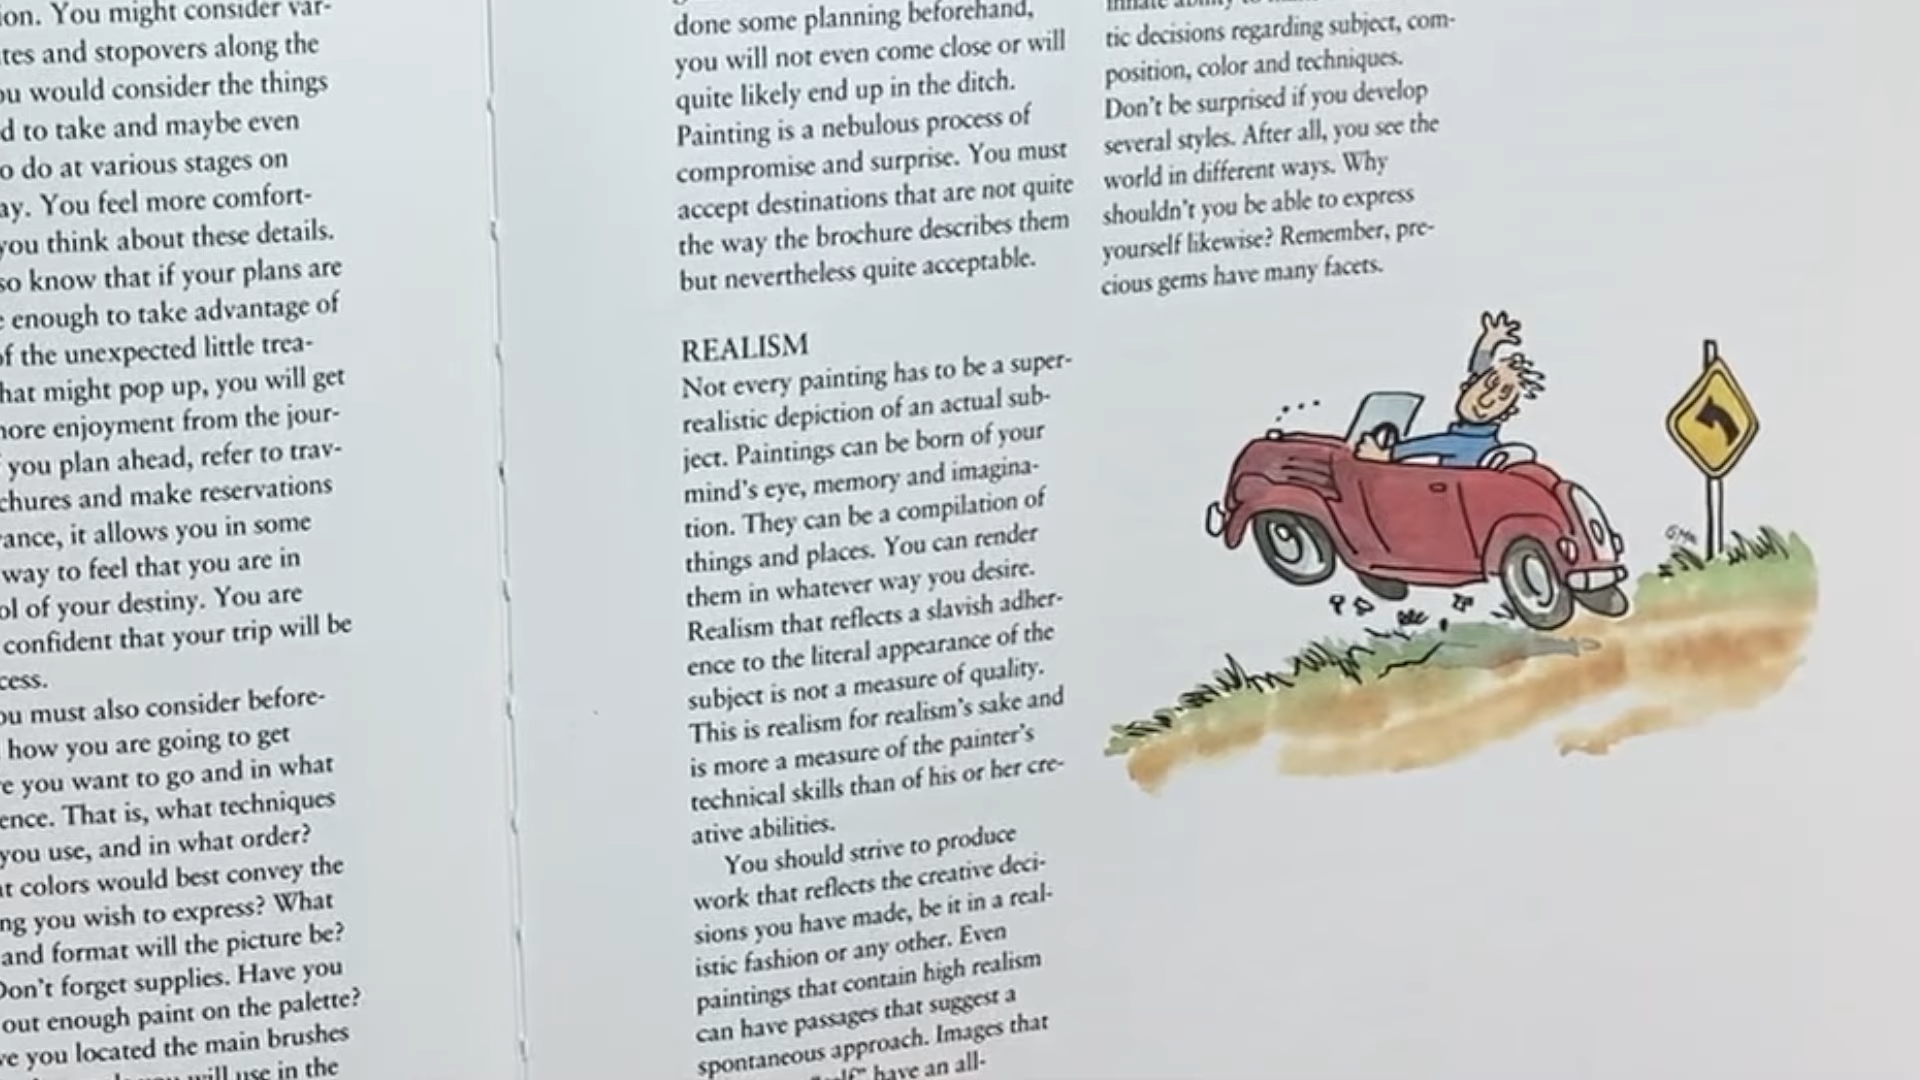 ion. You might consider var-
tes and stopovers along the
ou would consider the things
d to take and maybe even
o do at various stages on
ay. You feel more comfort-
you think about these details.
so know that if your plans are
e enough to take advantage of
of the unexpected little trea-
hat might pop up, you will get
more enjoyment from the jour-
you plan ahead, refer to trav-
chures and make reservations
ance, it allows you in some
way to feel that you are in
ol of your destiny. You are
confident that your trip will be
cess.
ou must also consider before-
how you are going to get
e you want to go and in what
ence. That is, what techniques
you use, and in what order?
at colors would best convey the
ng you wish to express? What
and format will the picture be?
Don't forget supplies. Have you
out enough paint on the palette?
ve you located the main brushes
will use in the
done some planning beforehand,
you will not even come close or will
quite likely end up in the ditch.
Painting is a nebulous process of
compromise and surprise. You must
accept destinations that are not quite
the way the brochure describes them
but nevertheless quite acceptable.
REALISM
Not every painting has to be a super-
realistic depiction of an actual sub-
ject. Paintings can be born of your
mind's eye, memory and imagina-
tion. They can be a compilation of
things and places. You can render
them in whatever way you desire.
Realism that reflects a slavish adher-
ence to the literal appearance of the
subject is not a measure of quality.
This is realism for realism's sake and
is more a measure of the painter's
technical skills than of his or her cre-
ative abilities.
You should strive to produce
work that reflects the creative deci-
sions you have made, be it in a real-
istic fashion or any other. Even
paintings that contain high realism
can have passages that suggest a
spontaneous approach. Images that
have an all-
innate ability to
tic decisions regarding subject, com-
position, color and techniques.
Don't be surprised if you develop
several styles. After all, you see the
world in different ways. Why
shouldn't you be able to express
yourself likewise? Remember, pre-
cious gems have many facets.